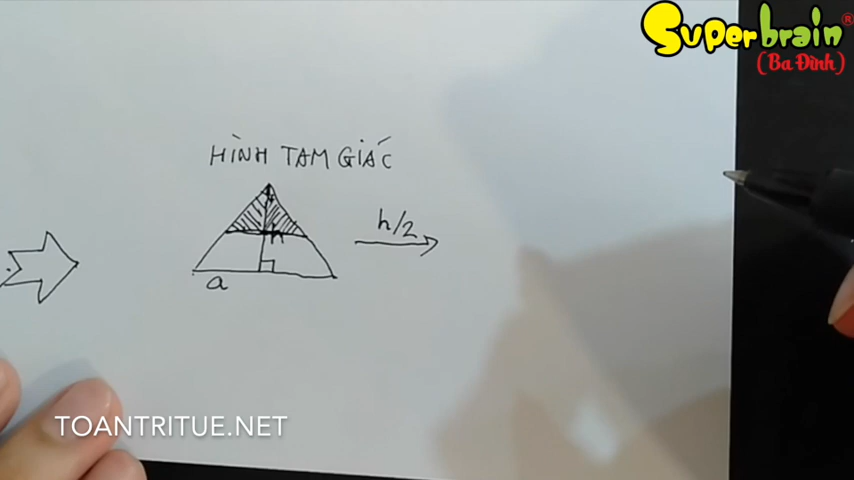 Superbrain®
(Ba Đình)
HÌNH TAM GIÁC
h/2
h
a
TOANTRITUE.NET